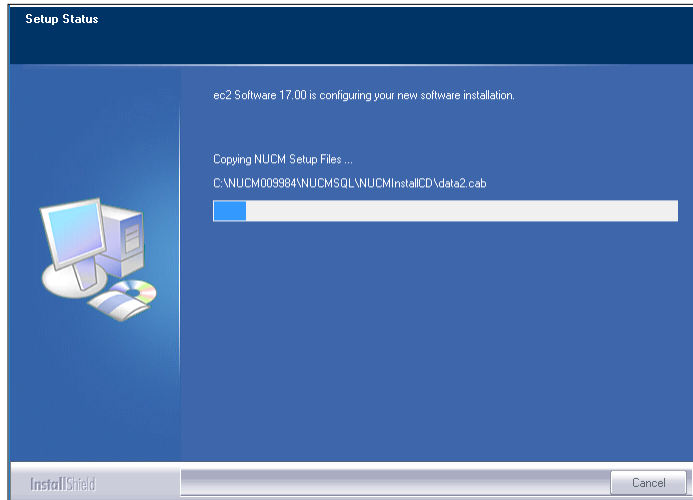 Setup Status
ec2 Software 17.00 is configuring your new software installation.
Copying NUCM Setup Files ...
C:\NUCM009984\NUCMSQL\NUCMInstallCD\data2.cab
InstallShield
Cancel